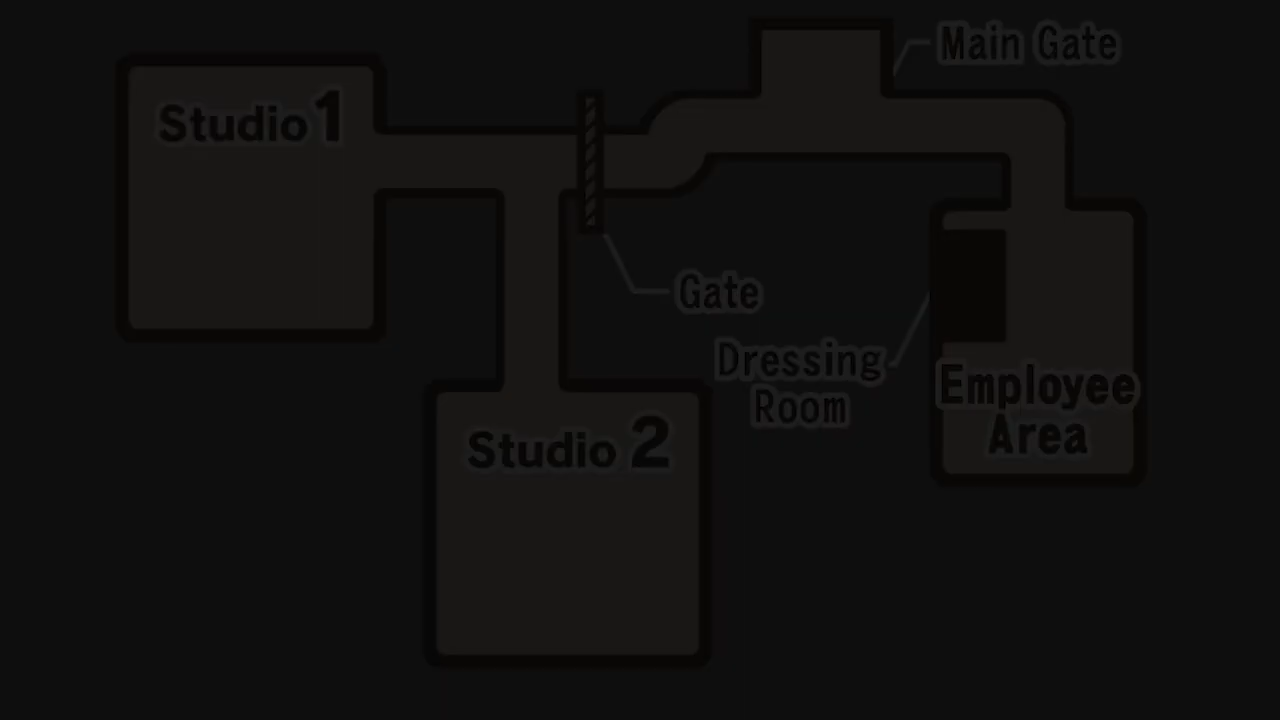 Main Gate
Studio 1
Gate
Dressing
Room
Employee
Area
Studio 2